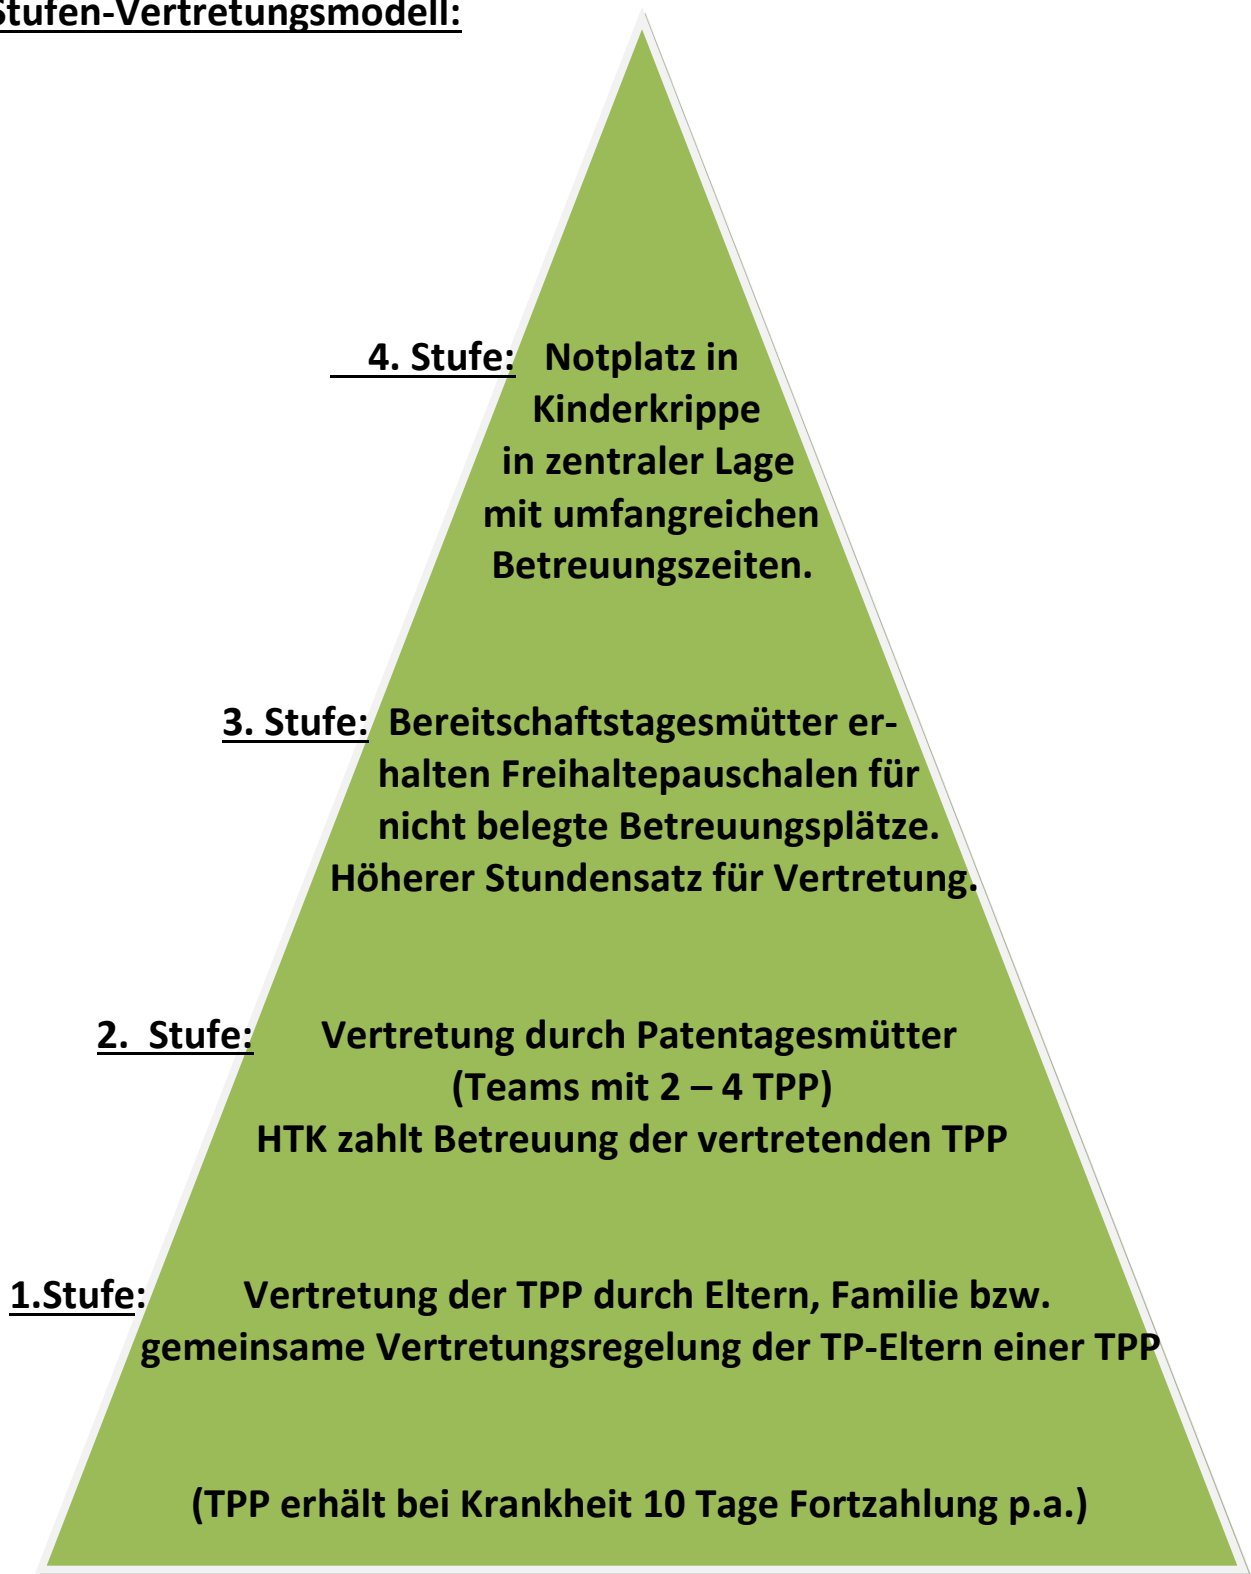 Stufen-Vertretungsmodell:
4. Stufe: Notplatz in
Kinderkrippe
in zentraler Lage
mit umfangreichen
Betreuungszeiten.
3. Stufe: Bereitschaftstagesmütter er-
halten Freihaltepauschalen für
nicht belegte Betreuungsplätze.
Höherer Stundensatz für Vertretung.
2. Stufe: Vertretung durch Patentagesmütter
(Teams mit 2 – 4 TPP)
HTK zahlt Betreuung der vertretenden TPP
1.Stufe: Vertretung der TPP durch Eltern, Familie bzw.
gemeinsame Vertretungsregelung der TP-Eltern einer TPP
(TPP erhält bei Krankheit 10 Tage Fortzahlung p.a.)